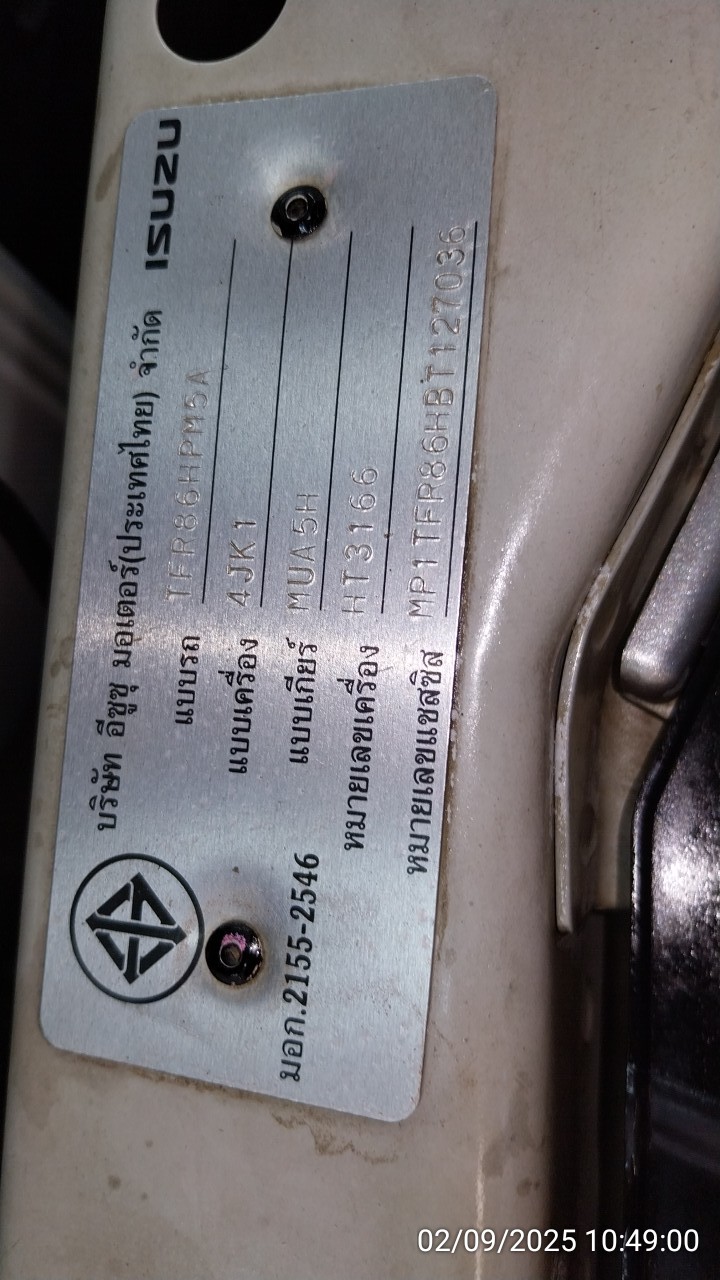 บริษัท อีซูซุ มอเตอร์(ประเทศไทย) จำกัด ISUZU
แบบรถ TFR86HPM5A
แบบเครื่อง 4JK1
แบบเกียร์ MUA5H
หมายเลขเครื่อง HT3166
หมายเลขแชสซิส MP1TFR86HBT127036
มอก.2155-2546
02/09/2025 10:49:00